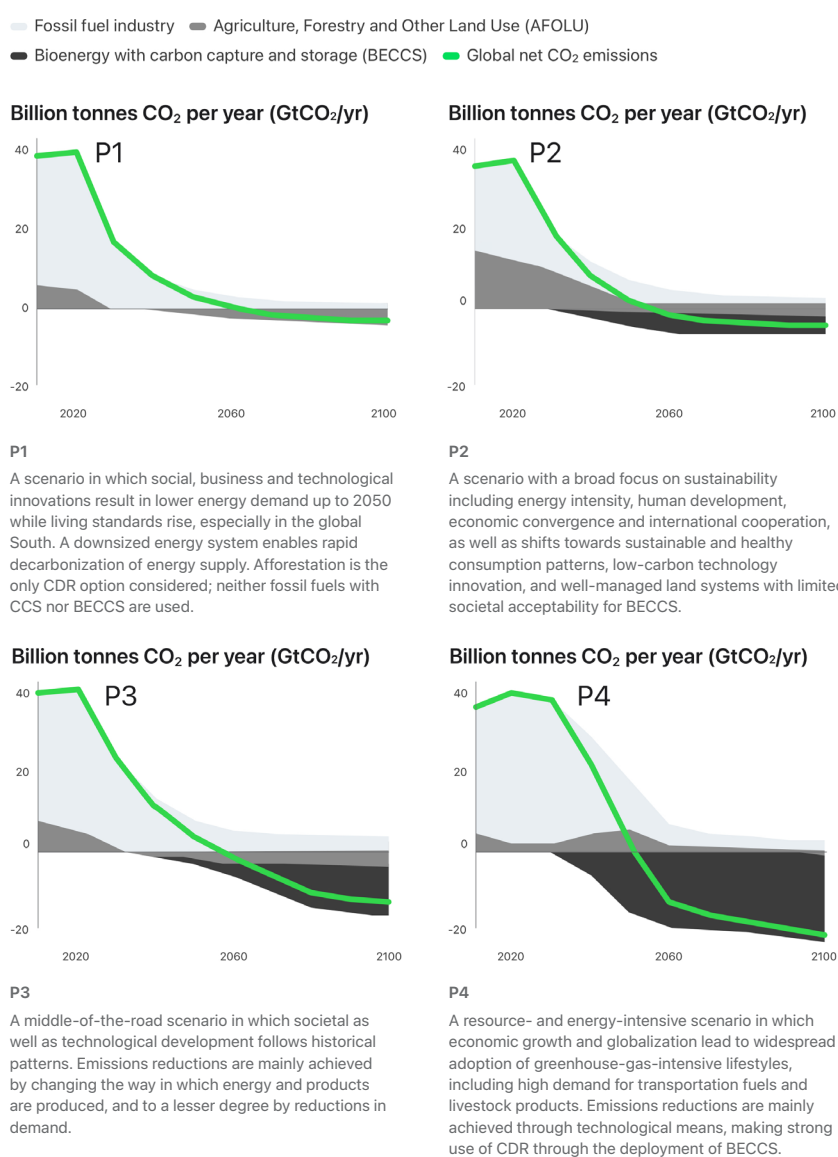 Fossil fuel industry Agriculture, Forestry and Other Land Use (AFOLU)
Bioenergy with carbon capture and storage (BECCS) Global net CO₂ emissions
Billion tonnes CO₂ per year (GtCO₂/yr)
P1
40
20
0
-20
2020 2060 2100
P1
A scenario in which social, business and technological
innovations result in lower energy demand up to 2050
while living standards rise, especially in the global
South. A downsized energy system enables rapid
decarbonization of energy supply. Afforestation is the
only CDR option considered; neither fossil fuels with
CCS nor BECCS are used.
Billion tonnes CO₂ per year (GtCO₂/yr)
P2
40
20
0
-20
2020 2060 2100
P2
A scenario with a broad focus on sustainability
including energy intensity, human development,
economic convergence and international cooperation,
as well as shifts towards sustainable and healthy
consumption patterns, low-carbon technology
innovation, and well-managed land systems with limite
societal acceptability for BECCS.
Billion tonnes CO₂ per year (GtCO₂/yr)
P3
40
20
0
-20
2020 2060 2100
P3
A middle-of-the-road scenario in which societal as
well as technological development follows historical
patterns. Emissions reductions are mainly achieved
by changing the way in which energy and products
are produced, and to a lesser degree by reductions in
demand.
Billion tonnes CO₂ per year (GtCO₂/yr)
P4
40
20
0
-20
2020 2060 2100
P4
A resource- and energy-intensive scenario in which
economic growth and globalization lead to widespread
adoption of greenhouse-gas-intensive lifestyles,
including high demand for transportation fuels and
livestock products. Emissions reductions are mainly
achieved through technological means, making strong
use of CDR through the deployment of BECCS.